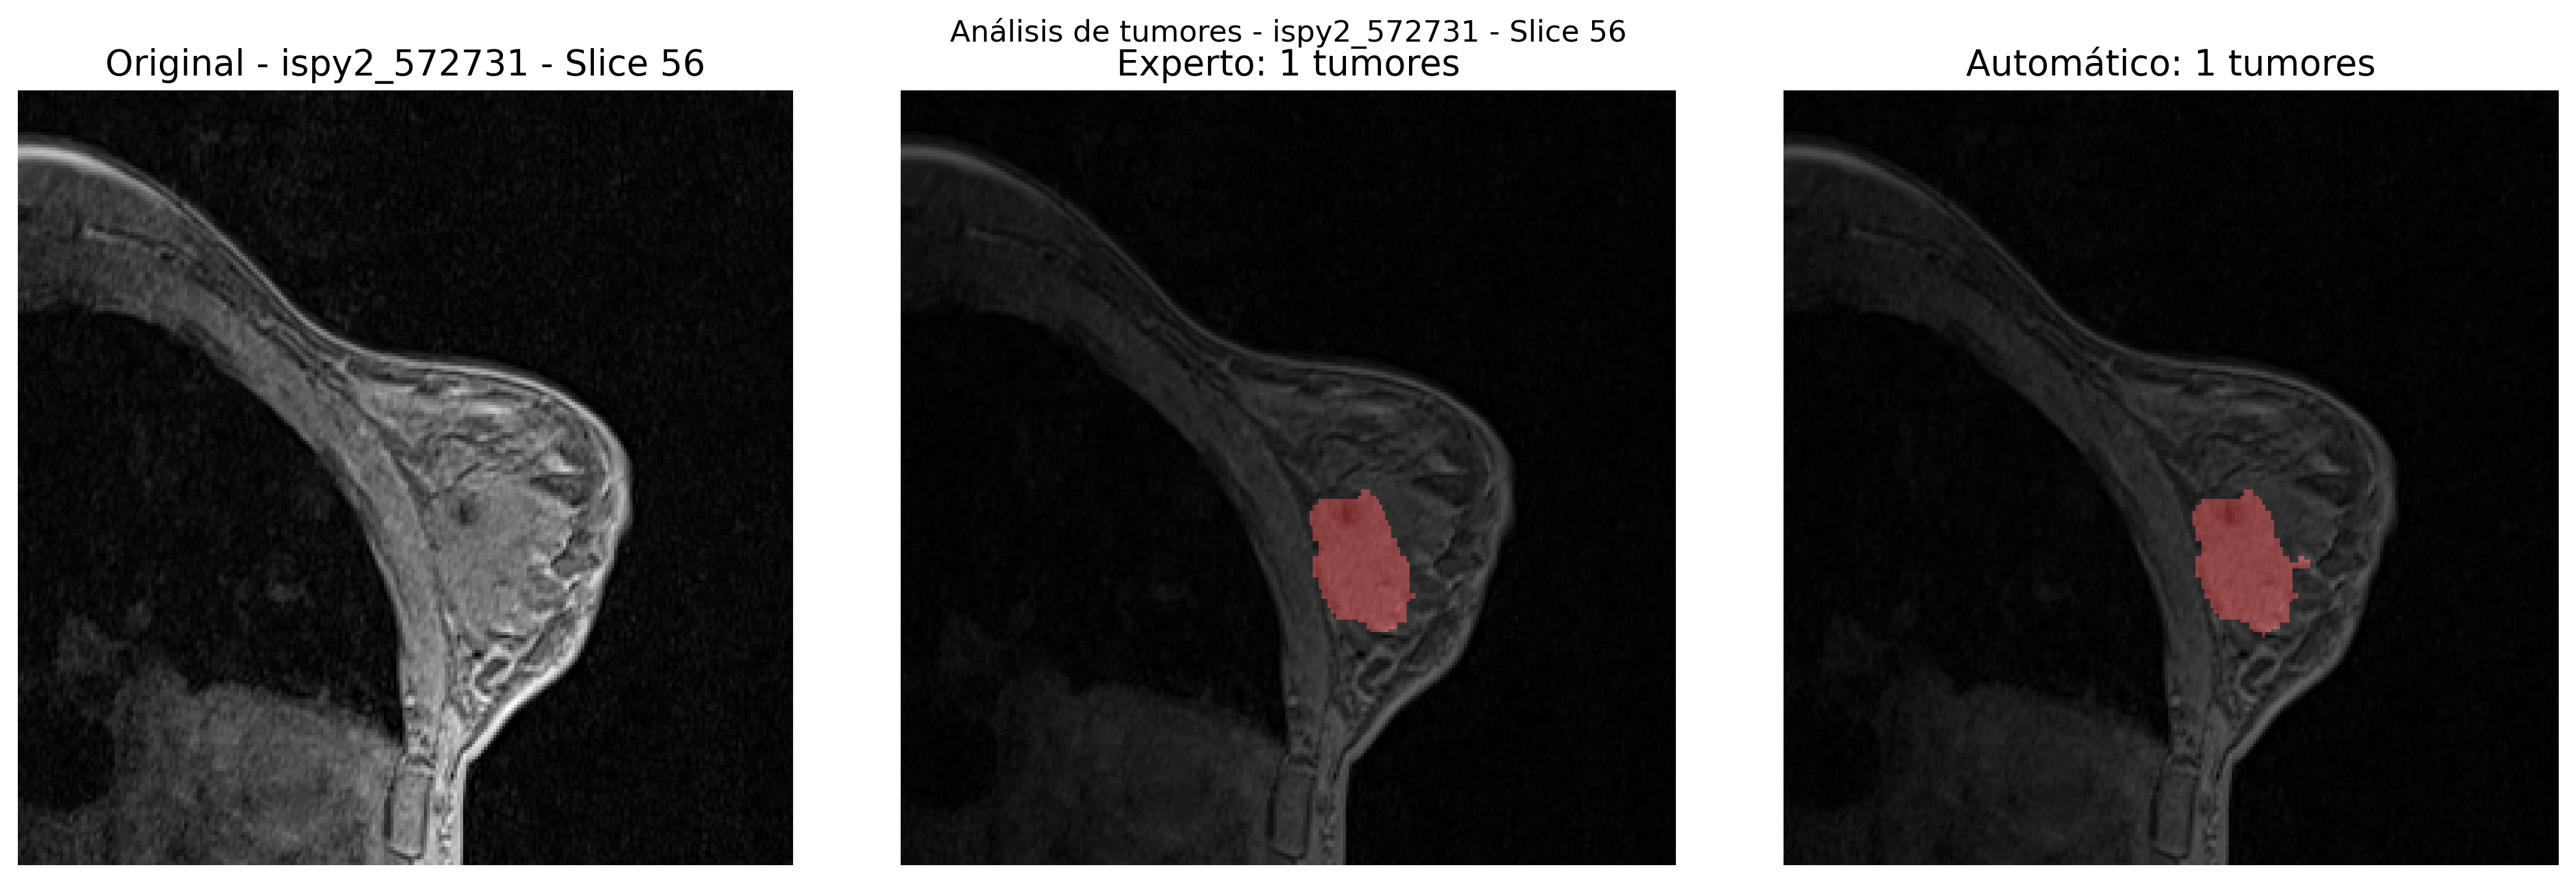 Análisis de tumores - ispy2_572731 - Slice 56
Original - ispy2_572731 - Slice 56
Experto: 1 tumores
Automático: 1 tumores